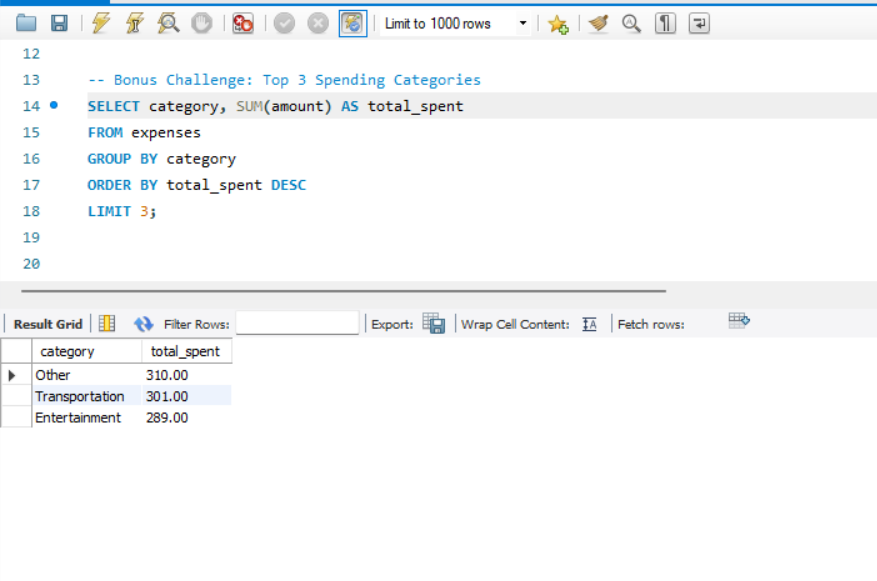 Limit to 1000 rows
12
13 -- Bonus Challenge: Top 3 Spending Categories
14 SELECT category, SUM(amount) AS total_spent
15 FROM expenses
16 GROUP BY category
17 ORDER BY total_spent DESC
18 LIMIT 3;
19
20
Result Grid Filter Rows: Export: Wrap Cell Content: IA Fetch rows:
category total_spent
Other 310.00
Transportation 301.00
Entertainment 289.00